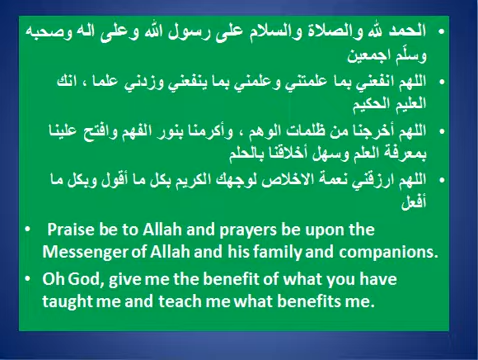 • الحمد لله والصلاة والسلام على رسول الله وعلى اله وصحبه
وسلّم اجمعين
• اللهم انفعني بما علمتني وعلمني بما ينفعني وزدني علما ، انك
العليم الحكيم
• اللهم أخرجنا من ظلمات الوهم ، وأكرمنا بنور الفهم وافتح علينا
بمعرفة العلم وسهل أخلاقنا بالحلم
• اللهم ارزقني نعمة الاخلاص لوجهك الكريم بكل ما أقول وبكل ما
أفعل
• Praise be to Allah and prayers be upon the
Messenger of Allah and his family and companions.
• Oh God, give me the benefit of what you have
taught me and teach me what benefits me.